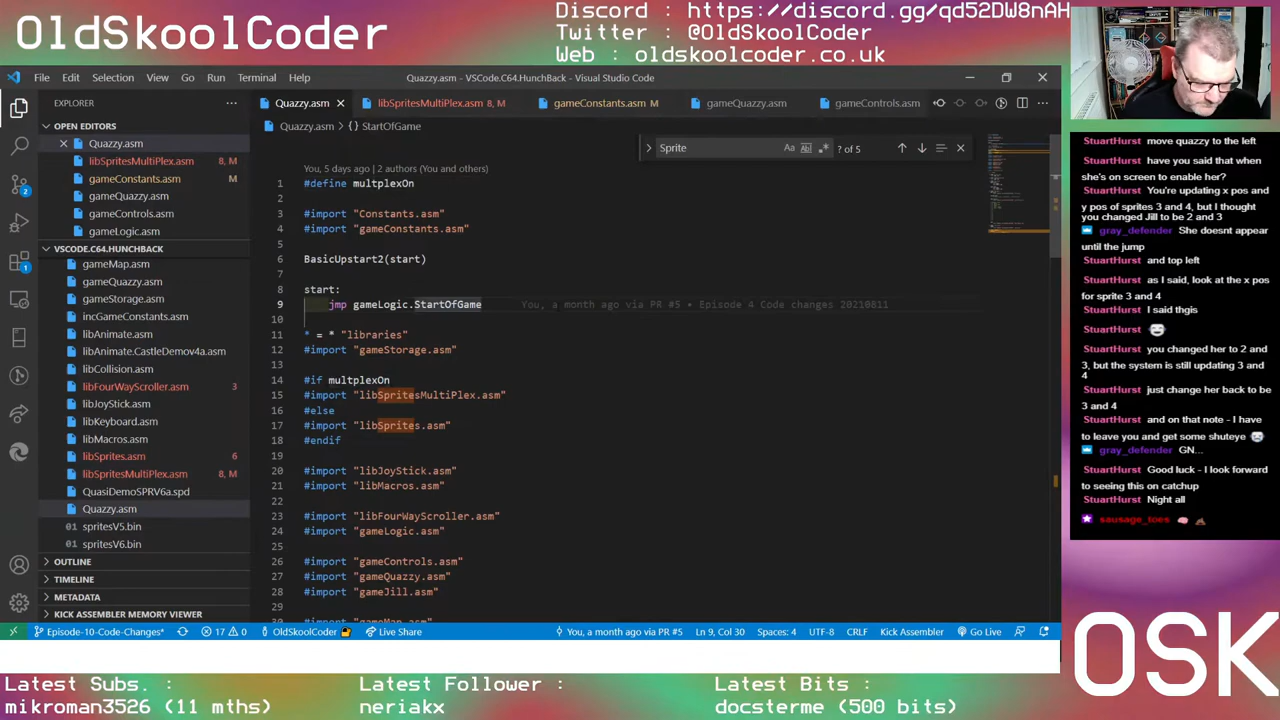 OldSkoolCoder
Discord : https://discord.gg/qd52DW8nAH
Twitter : @OldSkoolCoder
Web : oldskoolcoder.co.uk
File Edit Selection View Go Run Terminal Help
Quazzy.asm - VSCode.C64.HunchBack - Visual Studio Code
EXPLORER
OPEN EDITORS
Quazzy.asm
libSpritesMultiPlex.asm 8, M
gameConstants.asm M
gameQuazzy.asm
gameControls.asm
gameLogic.asm
VSCODE.C64.HUNCHBACK
gameMap.asm
gameQuazzy.asm
gameStorage.asm
incGameConstants.asm
libAnimate.asm
libAnimate.CastleDemov4a.asm
libCollision.asm
libFourWayScroller.asm 3
libJoyStick.asm
libKeyboard.asm
libMacros.asm
libSprites.asm 6
libSpritesMultiPlex.asm 8, M
QuasiDemoSPRV6a.spd
Quazzy.asm
spritesV5.bin
spritesV6.bin
OUTLINE
TIMELINE
METADATA
KICK ASSEMBLER MEMORY VIEWER
Quazzy.asm
libSpritesMultiPlex.asm 8, M
gameConstants.asm M
gameQuazzy.asm
gameControls.asm
Quazzy.asm > {} StartOfGame
Sprite
? of 5
You, 5 days ago | 2 authors (You and others)
1 #define multplexOn
2
3 #import "Constants.asm"
4 #import "gameConstants.asm"
5
6 BasicUpstart2(start)
7
8 start:
9 jmp gameLogic.StartOfGame You, a month ago via PR #5 • Episode 4 Code changes 20210811
10
11 * = * "libraries"
12 #import "gameStorage.asm"
13
14 #if multplexOn
15 #import "libSpritesMultiPlex.asm"
16 #else
17 #import "libSprites.asm"
18 #endif
19
20 #import "libJoyStick.asm"
21 #import "libMacros.asm"
22
23 #import "libFourWayScroller.asm"
24 #import "gameLogic.asm"
25
26 #import "gameControls.asm"
27 #import "gameQuazzy.asm"
28 #import "gameJill.asm"
29
#import "gameMap.asm"
Episode-10-Code-Changes* 17 0 OldSkoolCoder Live Share You, a month ago via PR #5 Ln 9, Col 30 Spaces: 4 UTF-8 CRLF Kick Assembler Go Live
StuartHurst move quazzy to the left
StuartHurst have you said that when
she's on screen to enable her?
StuartHurst You're updating x pos and
y pos of sprites 3 and 4, but I thought
you changed Jill to be 2 and 3
gray_defender She doesnt appear
until the jump
StuartHurst and top left
StuartHurst as I said, look at the x pos
for sprite 3 and 4
StuartHurst I said thgis
StuartHurst
StuartHurst you changed her to 2 and
3, but the system is still updating 3 and
4
StuartHurst just change her back to be
3 and 4
StuartHurst and on that note - I have
to leave you and get some shuteye
gray_defender GN...
StuartHurst Good luck - I look forward
to seeing this on catchup
StuartHurst Night all
sausage_toes
OSK
Latest Subs. :
mikroman3526 (11 mths)
Latest Follower :
neriakx
Latest Bits :
docsterme (500 bits)